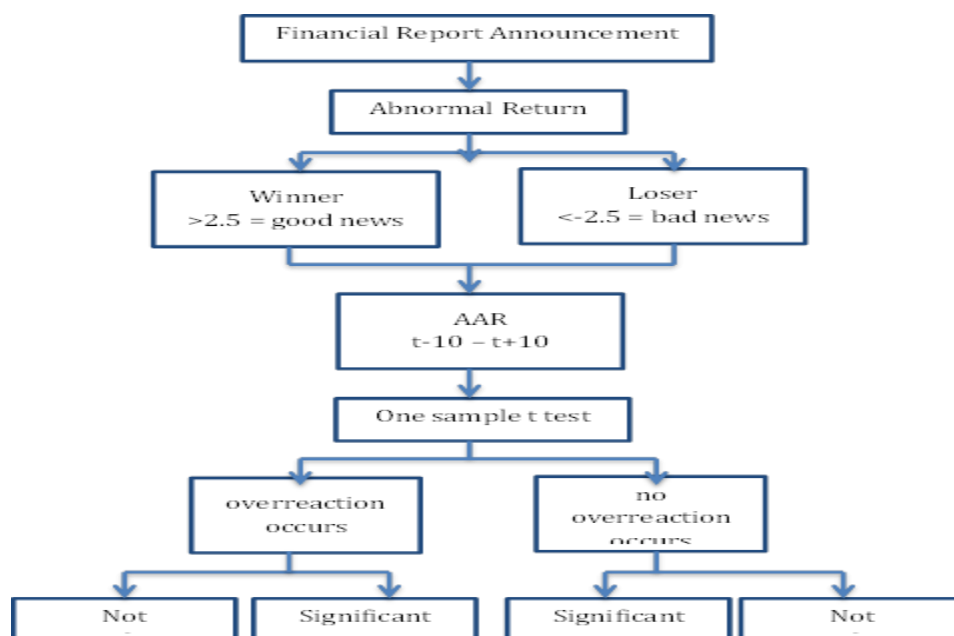 Financial Report Announcement
Abnormal Return
Winner
>2.5 = good news
Loser
<-2.5 = bad news
AAR
t-10 – t+10
One sample t test
overreaction
occurs
no
overreaction
occurs
Not
Significant
Significant
Not